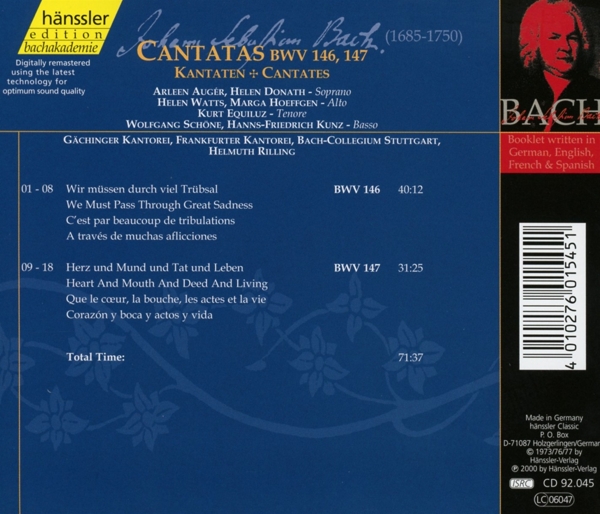 hänssler
edition
bachakademie
Digitally remastered
using the latest
technology for
optimum sound quality
Johann Sebastian Bach. (1685-1750)
CANTATAS BWV 146, 147
KANTATEN ✢ CANTATES
ARLEEN AUGÉR, HELEN DONATH - Soprano
HELEN WATTS, MARGA HOEFFGEN - Alto
KURT EQUILUZ - Tenore
WOLFGANG SCHÖNE, HANNS-FRIEDRICH KUNZ - Basso
GÄCHINGER KANTOREI, FRANKFURTER KANTOREI, BACH-COLLEGIUM STUTTGART,
HELMUTH RILLING
01 - 08 Wir müssen durch viel Trübsal BWV 146 40:12
We Must Pass Through Great Sadness
C'est par beaucoup de tribulations
A través de muchas aflicciones
09 - 18 Herz und Mund und Tat und Leben BWV 147 31:25
Heart And Mouth And Deed And Living
Que le cœur, la bouche, les actes et la vie
Corazón y boca y actos y vida
Total Time: 71:37
BACH
Booklet written in
German, English,
French & Spanish
4 010276 015451
Made in Germany
hänssler Classic
P. O. Box
D-71087 Holzgerlingen/German
© 1973/76/77 by
Hänssler-Verlag
℗ 2000 by Hänssler-Verlag
ISRC CD 92.045
LC 06047